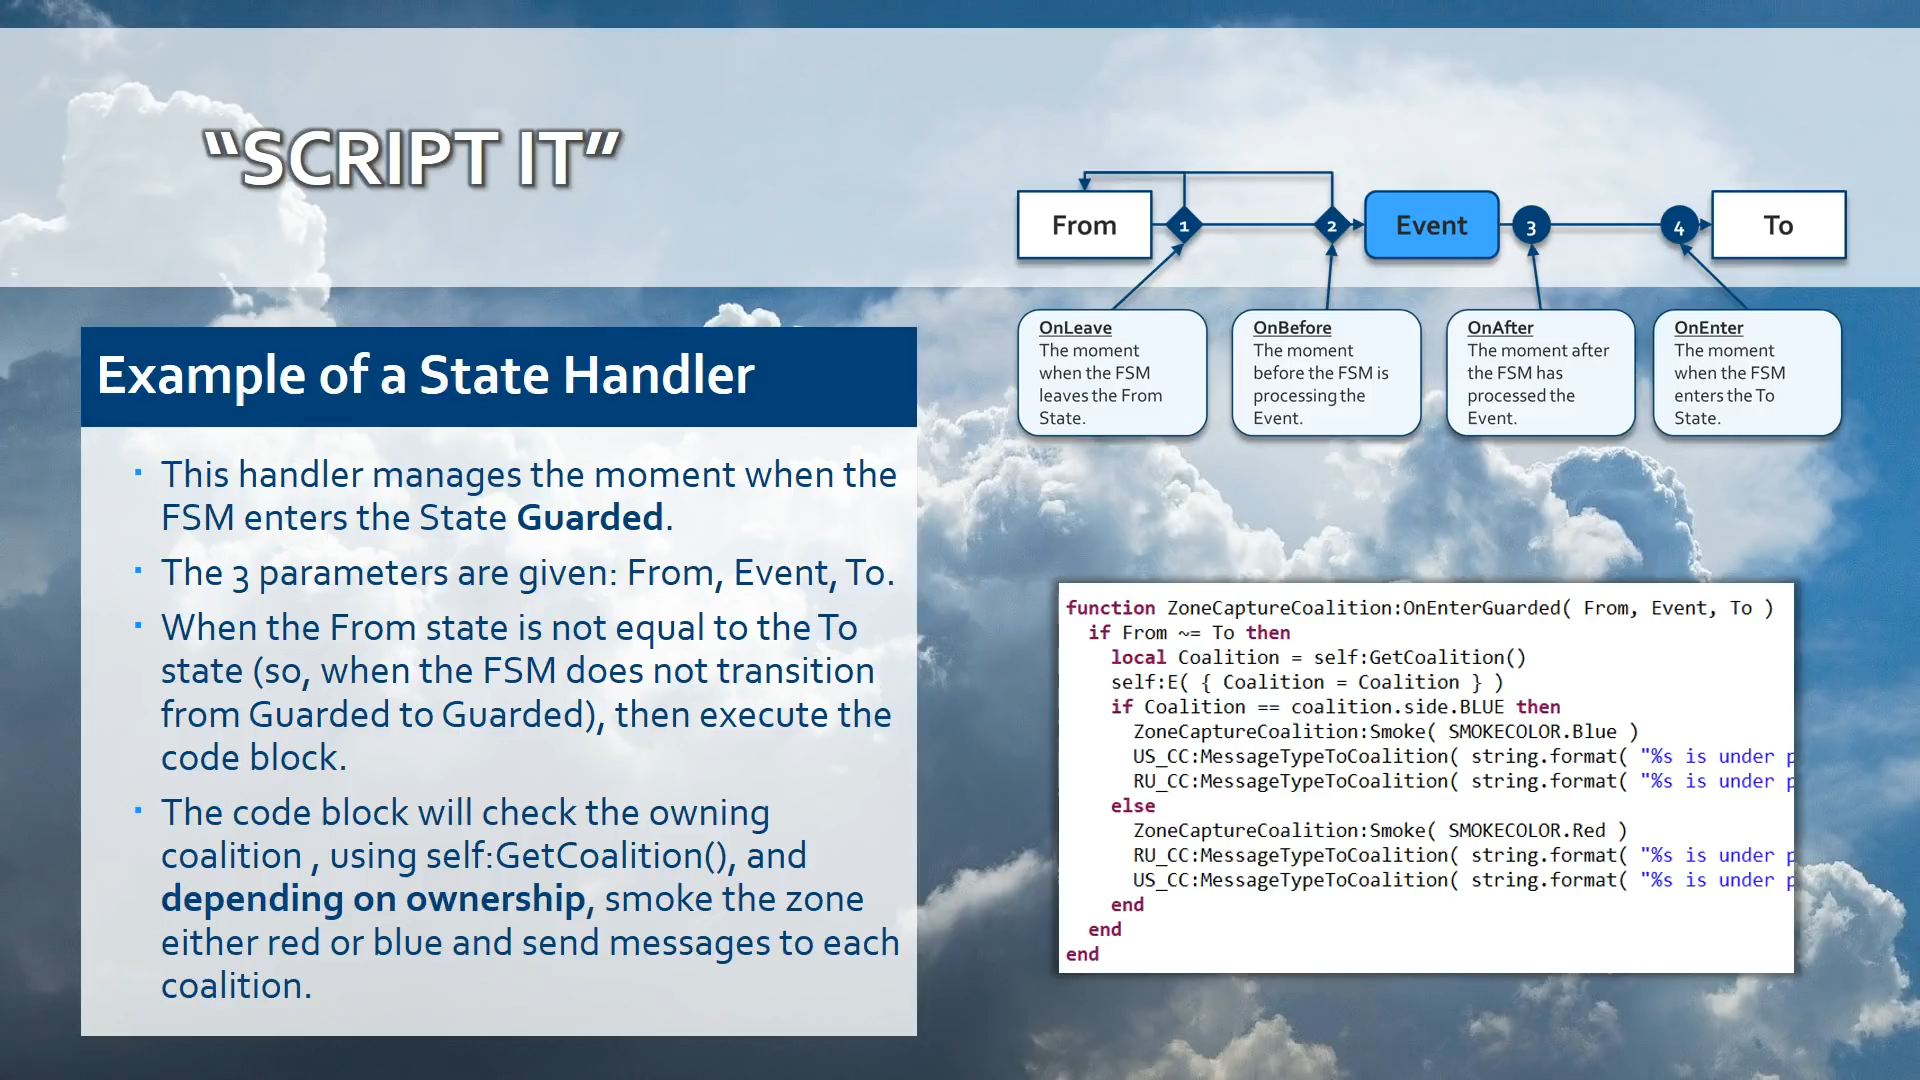 “SCRIPT IT”
From
1
2
Event
3
4
To
OnLeave
The moment
when the FSM
leaves the From
State.
OnBefore
The moment
before the FSM is
processing the
Event.
OnAfter
The moment after
the FSM has
processed the
Event.
OnEnter
The moment
when the FSM
enters the To
State.
Example of a State Handler
▪ This handler manages the moment when the
FSM enters the State Guarded.
▪ The 3 parameters are given: From, Event, To.
▪ When the From state is not equal to the To
state (so, when the FSM does not transition
from Guarded to Guarded), then execute the
code block.
▪ The code block will check the owning
coalition , using self:GetCoalition(), and
depending on ownership, smoke the zone
either red or blue and send messages to each
coalition.
function ZoneCaptureCoalition:OnEnterGuarded( From, Event, To )
if From ~= To then
local Coalition = self:GetCoalition()
self:E( { Coalition = Coalition } )
if Coalition == coalition.side.BLUE then
ZoneCaptureCoalition:Smoke( SMOKECOLOR.Blue )
US_CC:MessageTypeToCoalition( string.format( "%s is under p
RU_CC:MessageTypeToCoalition( string.format( "%s is under p
else
ZoneCaptureCoalition:Smoke( SMOKECOLOR.Red )
RU_CC:MessageTypeToCoalition( string.format( "%s is under p
US_CC:MessageTypeToCoalition( string.format( "%s is under p
end
end
end